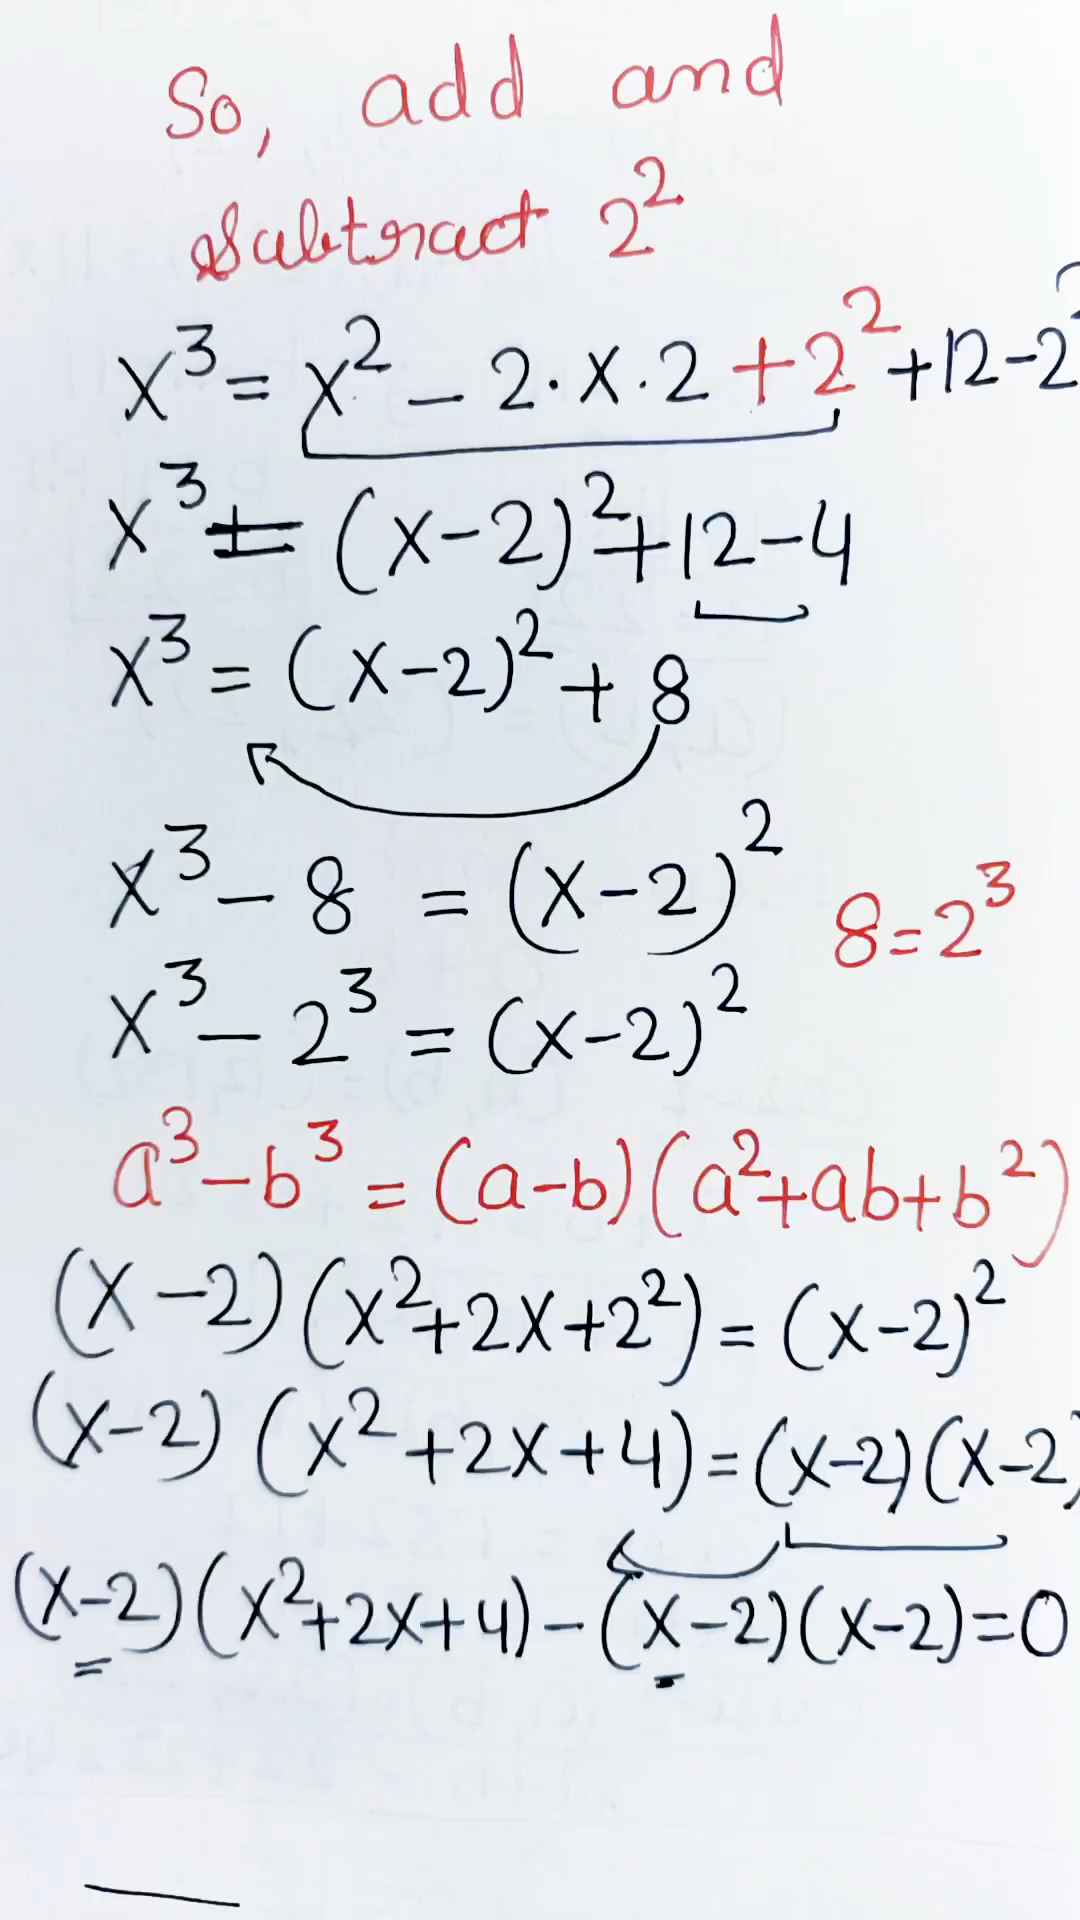 So, add and
subtract 2²
x³ = x² - 2·x·2 + 2² + 12 - 2²
x³ = (x-2)² + 12 - 4
x³ = (x-2)² + 8
x³ - 8 = (x-2)² 8 = 2³
x³ - 2³ = (x-2)²
a³ - b³ = (a-b)(a²+ab+b²)
(x-2)(x²+2x+2²) = (x-2)²
(x-2)(x²+2x+4) = (x-2)(x-2)
(x-2)(x²+2x+4) - (x-2)(x-2) = 0